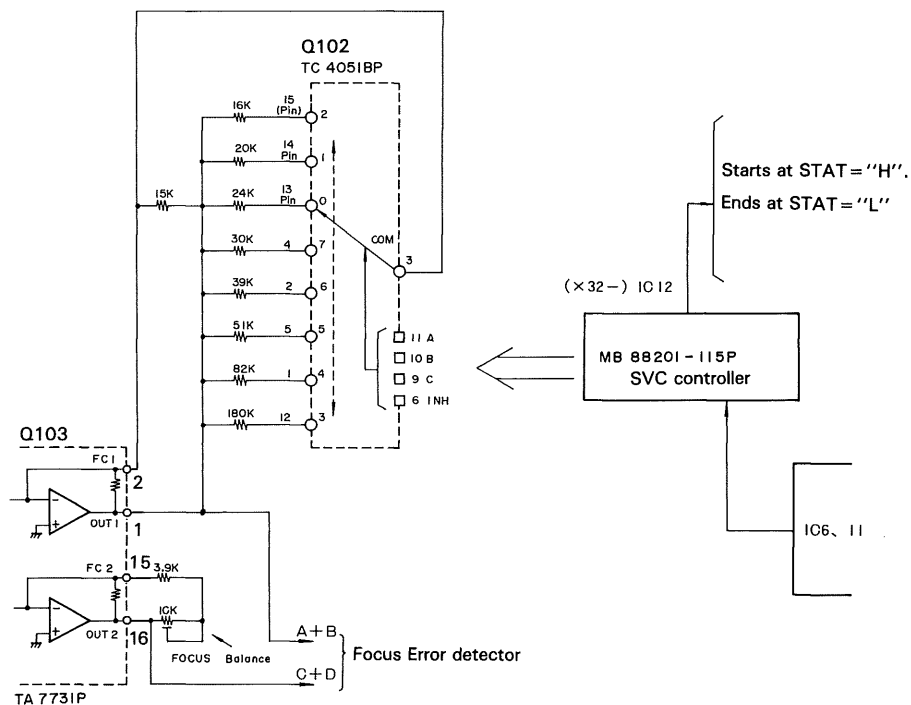 Q102
TC 4051BP
16K
15
(Pin)
2
20K
14
Pin
1
15K
24K
13
Pin
0
30K
4
7
COM
3
39K
2
6
51K
5
5
82K
1
4
180K
12
3
11 A
10 B
9 C
6 INH
Starts at STAT="H".
Ends at STAT="L"
(×32-) IC12
MB 88201-115P
SVC controller
IC6、11
Q103
FC1
2
OUT1
1
FC2
15
3.9K
10K
OUT2
16
FOCUS Balance
A+B
C+D
Focus Error detector
TA 7731P